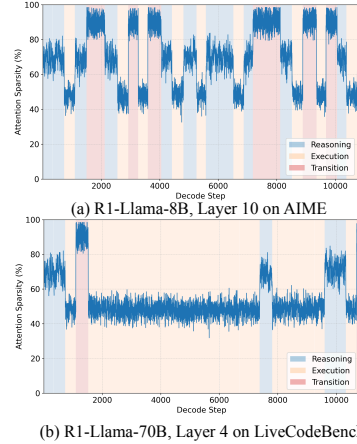 100
80
60
40
20
0
Attention Sparsity (%)
Reasoning
Execution
Transition
2000 4000 6000 8000 10000
Decode Step
(a) R1-Llama-8B, Layer 10 on AIME
100
80
60
40
20
0
Attention Sparsity (%)
Reasoning
Execution
Transition
2000 4000 6000 8000 10000
Decode Step
(b) R1-Llama-70B, Layer 4 on LiveCodeBenc